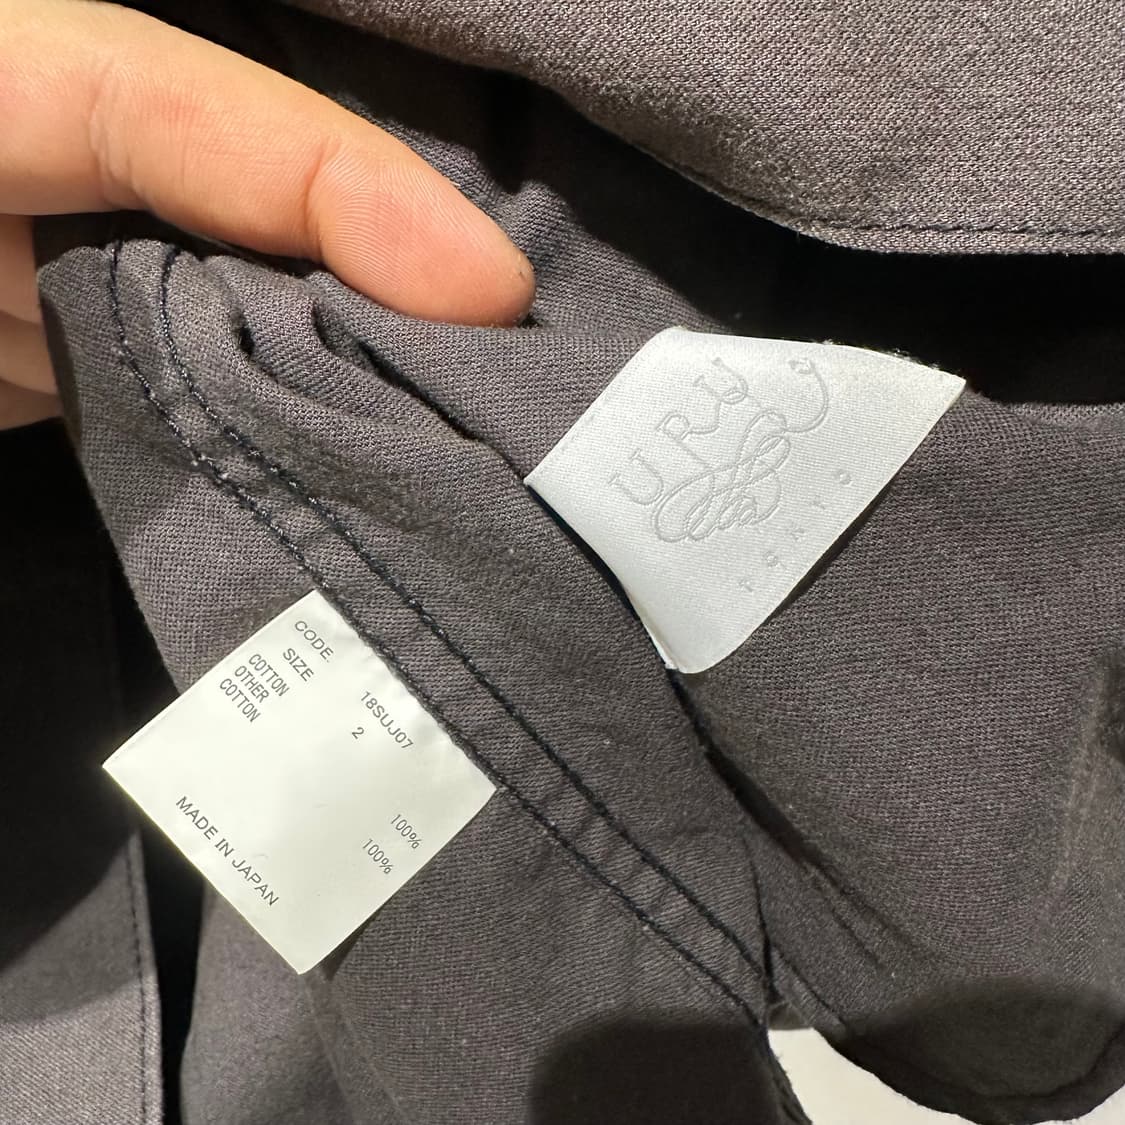 URU
TOKYO
CODE. 18SUJ07
SIZE 2
COTTON 100%
OTHER
COTTON 100%
MADE IN JAPAN